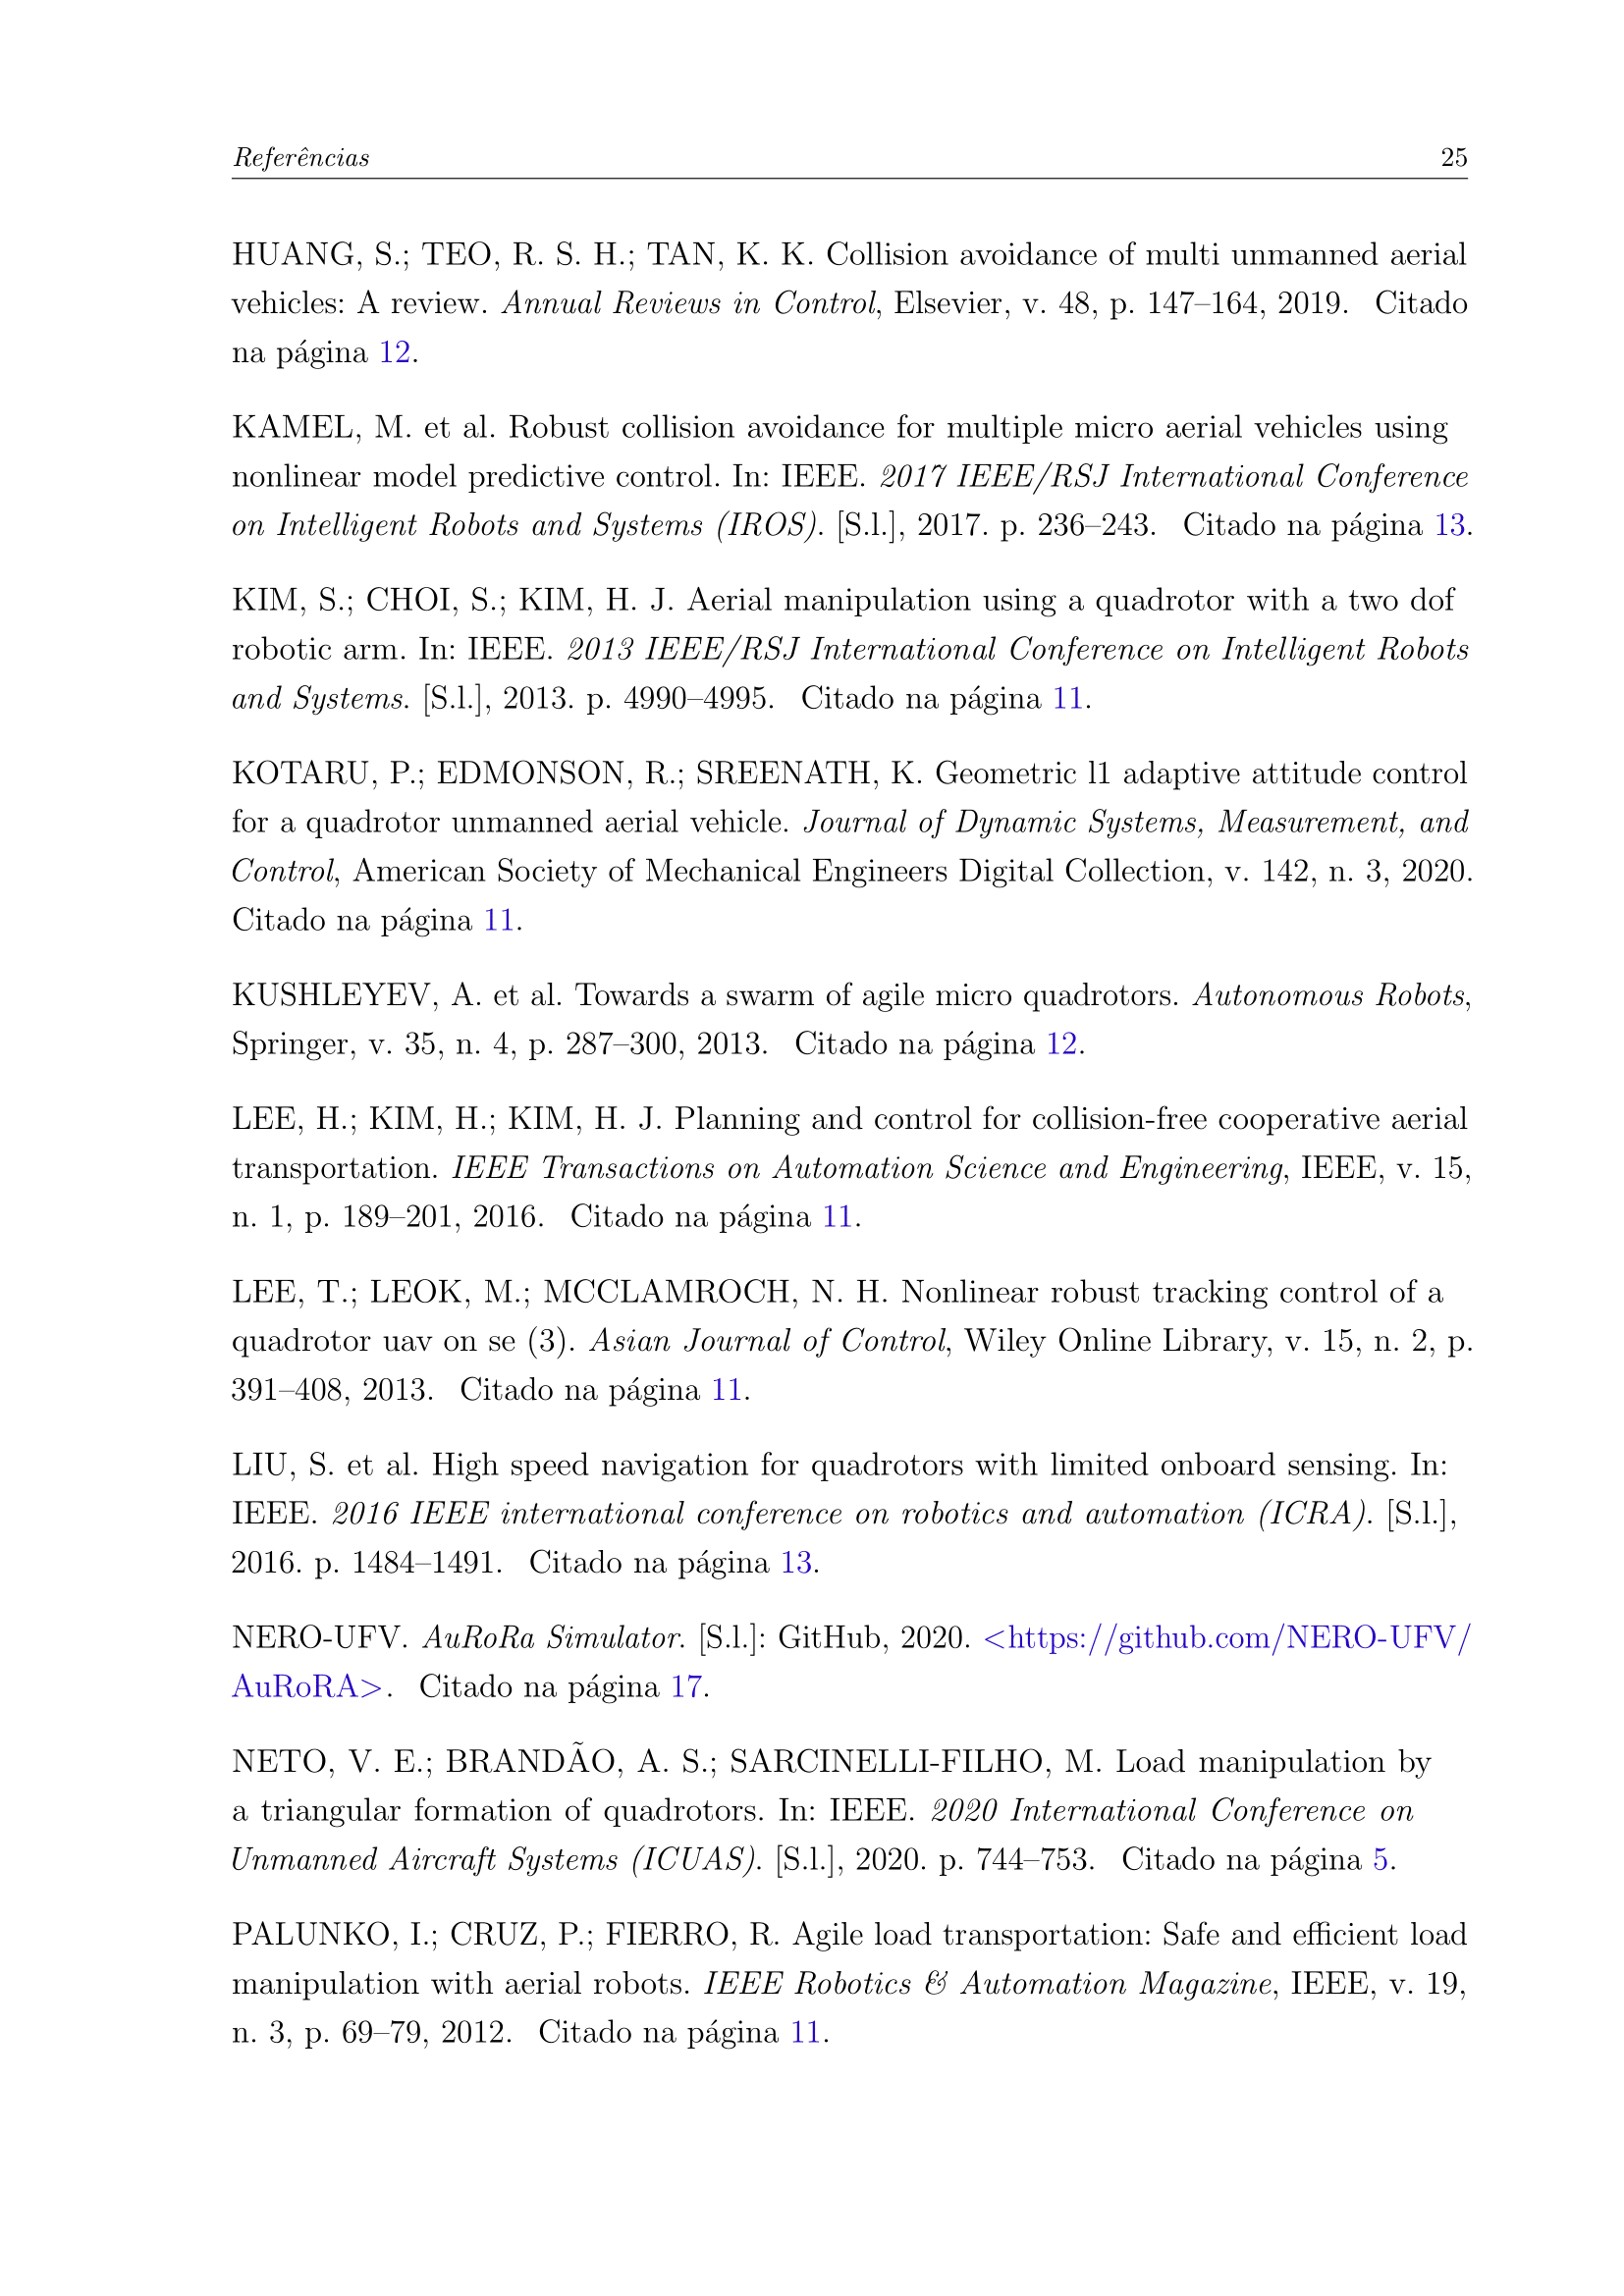 Referências 25
HUANG, S.; TEO, R. S. H.; TAN, K. K. Collision avoidance of multi unmanned aerial
vehicles: A review. Annual Reviews in Control, Elsevier, v. 48, p. 147–164, 2019. Citado
na página 12.
KAMEL, M. et al. Robust collision avoidance for multiple micro aerial vehicles using
nonlinear model predictive control. In: IEEE. 2017 IEEE/RSJ International Conference
on Intelligent Robots and Systems (IROS). [S.l.], 2017. p. 236–243. Citado na página 13.
KIM, S.; CHOI, S.; KIM, H. J. Aerial manipulation using a quadrotor with a two dof
robotic arm. In: IEEE. 2013 IEEE/RSJ International Conference on Intelligent Robots
and Systems. [S.l.], 2013. p. 4990–4995. Citado na página 11.
KOTARU, P.; EDMONSON, R.; SREENATH, K. Geometric l1 adaptive attitude control
for a quadrotor unmanned aerial vehicle. Journal of Dynamic Systems, Measurement, and
Control, American Society of Mechanical Engineers Digital Collection, v. 142, n. 3, 2020.
Citado na página 11.
KUSHLEYEV, A. et al. Towards a swarm of agile micro quadrotors. Autonomous Robots,
Springer, v. 35, n. 4, p. 287–300, 2013. Citado na página 12.
LEE, H.; KIM, H.; KIM, H. J. Planning and control for collision-free cooperative aerial
transportation. IEEE Transactions on Automation Science and Engineering, IEEE, v. 15,
n. 1, p. 189–201, 2016. Citado na página 11.
LEE, T.; LEOK, M.; MCCLAMROCH, N. H. Nonlinear robust tracking control of a
quadrotor uav on se (3). Asian Journal of Control, Wiley Online Library, v. 15, n. 2, p.
391–408, 2013. Citado na página 11.
LIU, S. et al. High speed navigation for quadrotors with limited onboard sensing. In:
IEEE. 2016 IEEE international conference on robotics and automation (ICRA). [S.l.],
2016. p. 1484–1491. Citado na página 13.
NERO-UFV. AuRoRa Simulator. [S.l.]: GitHub, 2020. <https://github.com/NERO-UFV/
AuRoRA>. Citado na página 17.
NETO, V. E.; BRANDÃO, A. S.; SARCINELLI-FILHO, M. Load manipulation by
a triangular formation of quadrotors. In: IEEE. 2020 International Conference on
Unmanned Aircraft Systems (ICUAS). [S.l.], 2020. p. 744–753. Citado na página 5.
PALUNKO, I.; CRUZ, P.; FIERRO, R. Agile load transportation: Safe and efficient load
manipulation with aerial robots. IEEE Robotics & Automation Magazine, IEEE, v. 19,
n. 3, p. 69–79, 2012. Citado na página 11.